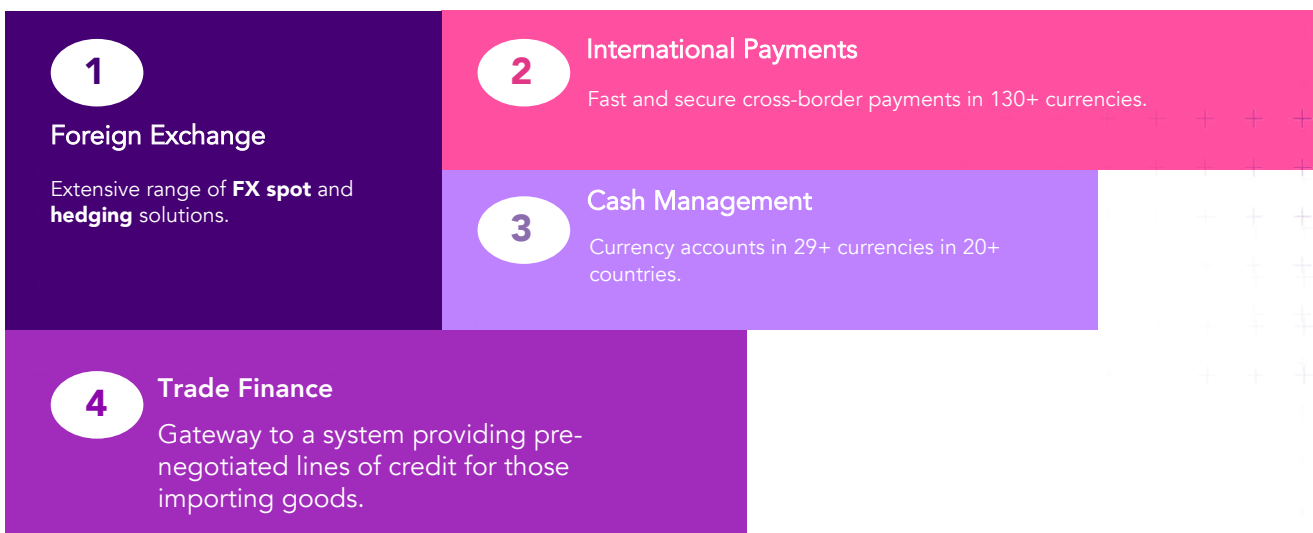 1
Foreign Exchange
Extensive range of FX spot and
hedging solutions.
2
International Payments
Fast and secure cross-border payments in 130+ currencies.
3
Cash Management
Currency accounts in 29+ currencies in 20+
countries.
4
Trade Finance
Gateway to a system providing pre-
negotiated lines of credit for those
importing goods.